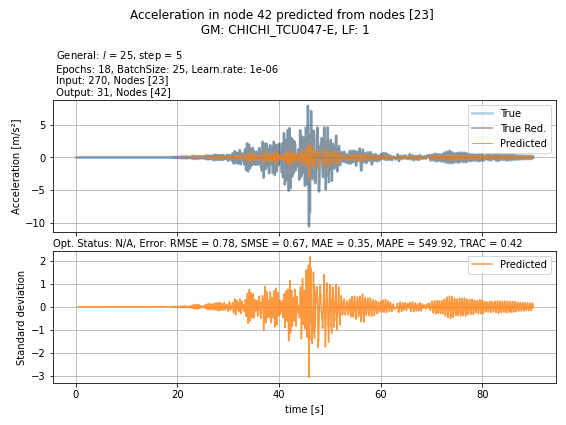 Acceleration in node 42 predicted from nodes [23]
GM: CHICHI_TCU047-E, LF: 1
General: l = 25, step = 5
Epochs: 18, BatchSize: 25, Learn.rate: 1e-06
Input: 270, Nodes [23]
Output: 31, Nodes [42]
Acceleration [m/s²]
5
0
−5
−10
True
True Red.
Predicted
Opt. Status: N/A, Error: RMSE = 0.78, SMSE = 0.67, MAE = 0.35, MAPE = 549.92, TRAC = 0.42
Standard deviation
2
1
0
−1
−2
−3
Predicted
0 20 40 60 80
time [s]